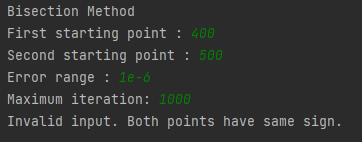 Bisection Method
First starting point : 400
Second starting point : 500
Error range : 1e-6
Maximum iteration: 1000
Invalid input. Both points have same sign.